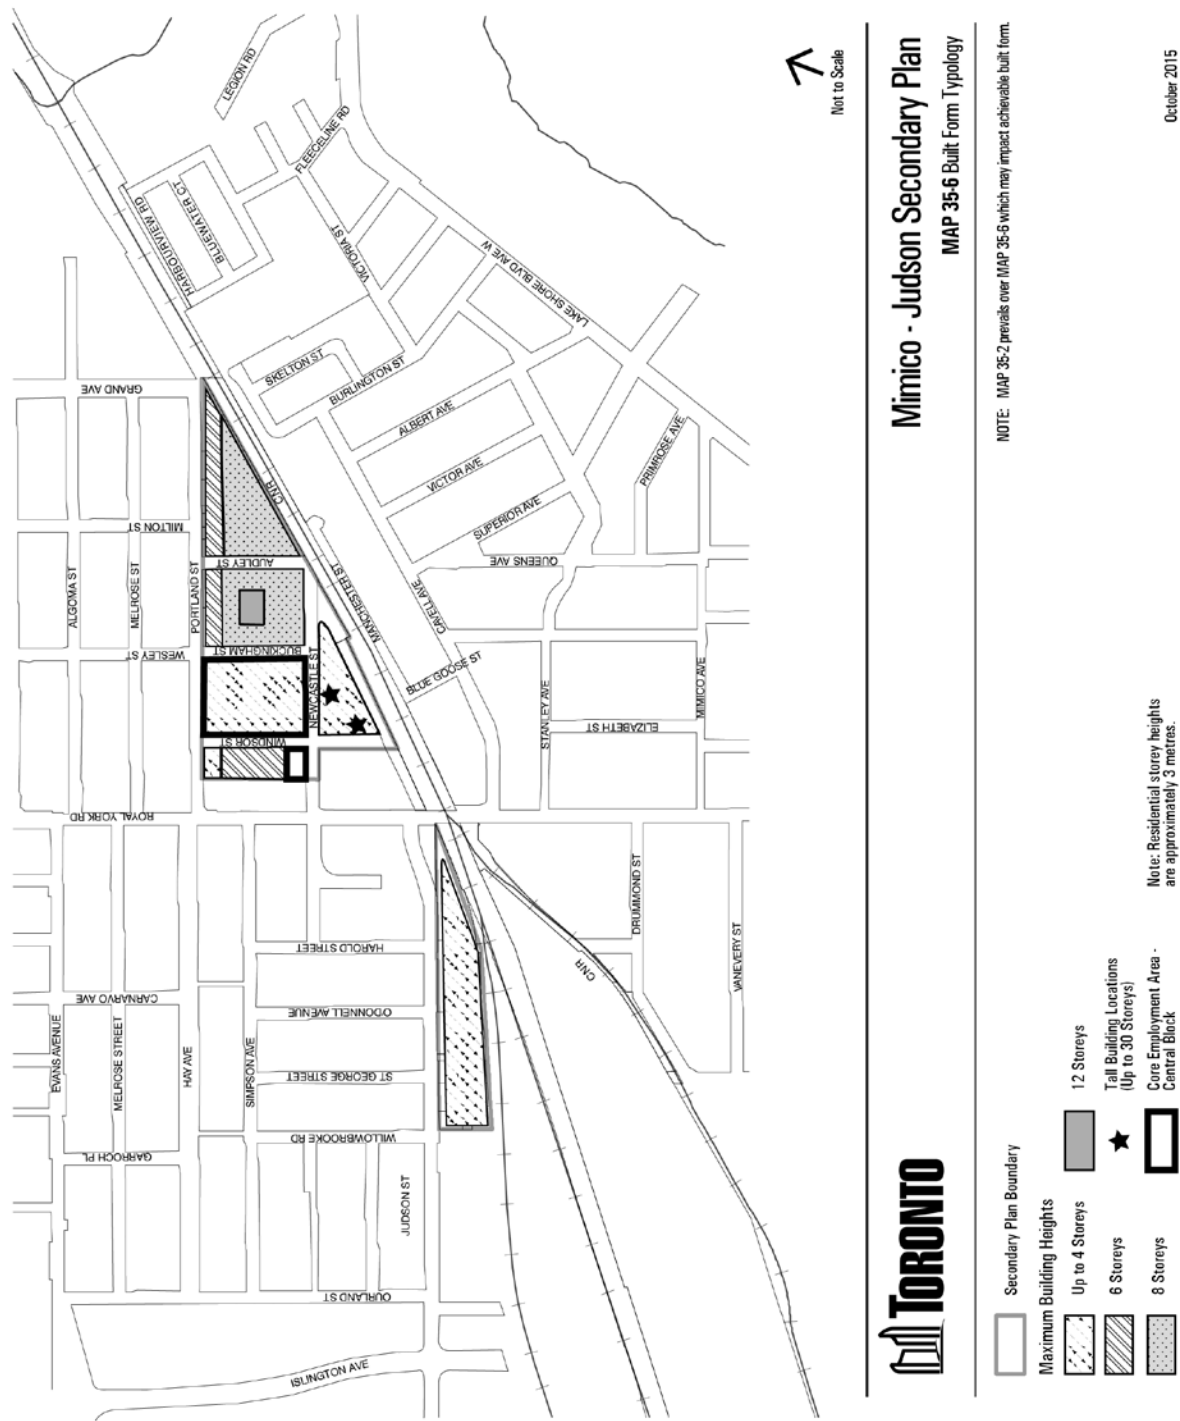 LEGION RD
FLEECELINE RD
HARBOURVIEW RD
BLUEWATER CT
VICTORIA ST
LAKE SHORE BLVD AVE W
SKELTON ST
BURLINGTON ST
ALBERT AVE
VICTOR AVE
SUPERIOR AVE
PRIMROSE AVE
QUEENS AVE
GRAND AVE
MILTON ST
ALGOMA ST
MELROSE ST
PORTLAND ST
WESLEY ST
CNR
AUDLEY ST
BUCKINGHAM ST
NEWCASTLE ST
WINDSOR ST
MANCHESTER ST
CAVELL AVE
BLUE GOOSE ST
STANLEY AVE
ELIZABETH ST
MIMICO AVE
ROYAL YORK RD
HAROLD STREET
O'DONNELL AVENUE
ST GEORGE STREET
WILLOWBROOKE RD
CARNARVO AVE
EVANS AVENUE
MELROSE STREET
HAY AVE
SIMPSON AVE
GARROCH PL
JUDSON ST
OURLAND ST
ISLINGTON AVE
CNR
DRUMMOND ST
VANEVERY ST
Not to Scale
TORONTO
Mimico - Judson Secondary Plan
MAP 35-6 Built Form Typology
NOTE: MAP 35-2 prevails over MAP 35-6 which may impact achievable built form.
Secondary Plan Boundary
Maximum Building Heights
Up to 4 Storeys
6 Storeys
8 Storeys
12 Storeys
Tall Building Locations
(Up to 30 Storeys)
Core Employment Area -
Central Block
Note: Residential storey heights
are approximately 3 metres.
October 2015